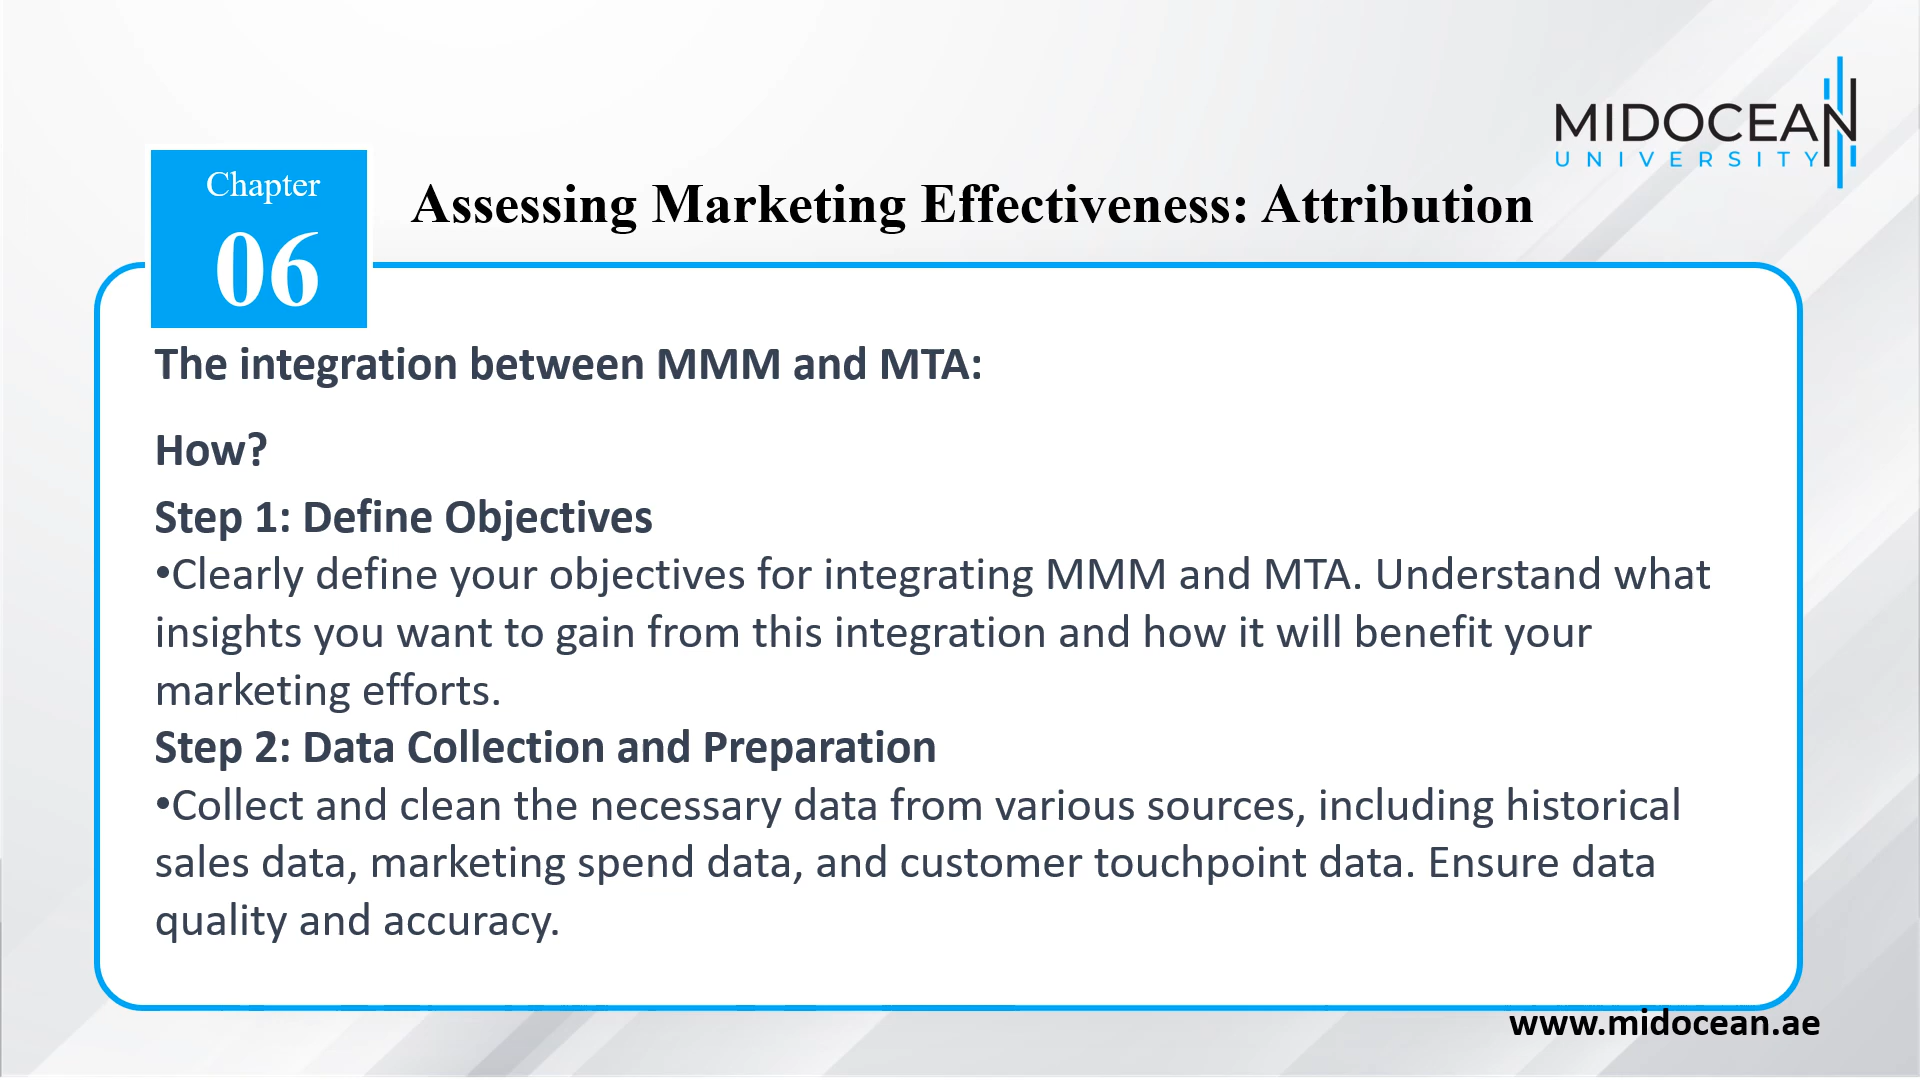 MIDOCEAN
UNIVERSITY
Chapter
06
Assessing Marketing Effectiveness: Attribution
The integration between MMM and MTA:
How?
Step 1: Define Objectives
•Clearly define your objectives for integrating MMM and MTA. Understand what
insights you want to gain from this integration and how it will benefit your
marketing efforts.
Step 2: Data Collection and Preparation
•Collect and clean the necessary data from various sources, including historical
sales data, marketing spend data, and customer touchpoint data. Ensure data
quality and accuracy.
www.midocean.ae